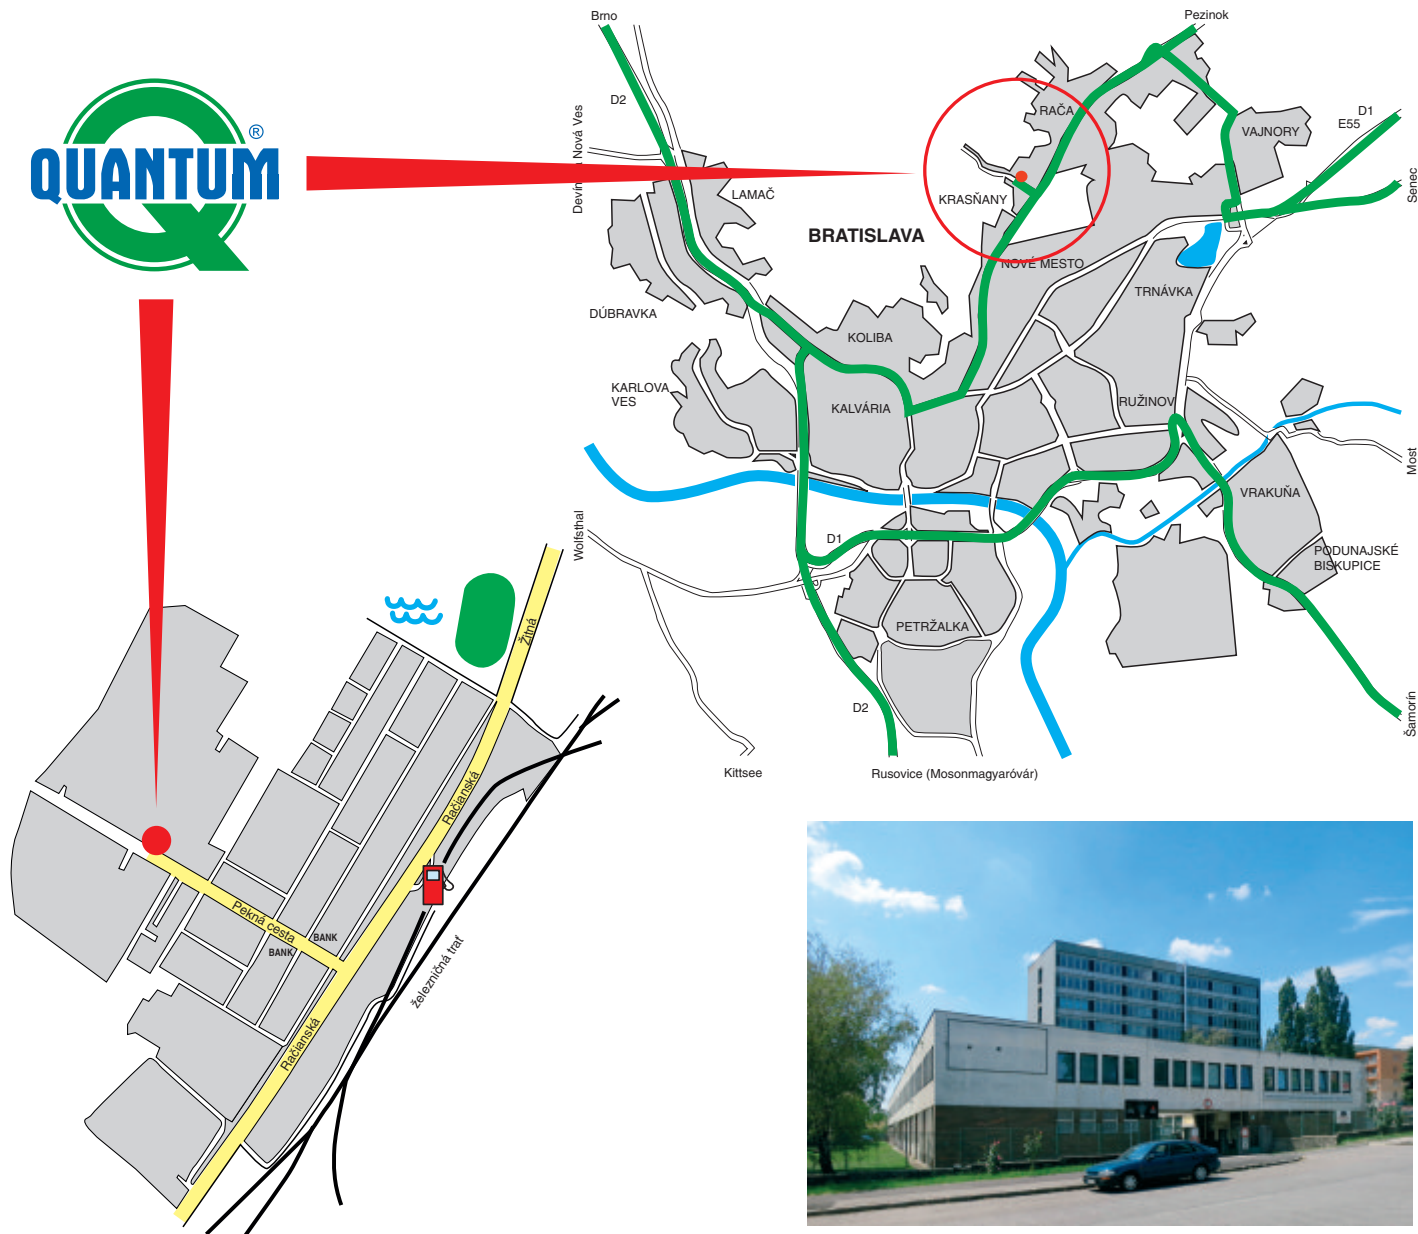 Brno
Pezinok
D2
Devínska Nová Ves
RAČA
D1
E55
VAJNORY
®
QUANTUM
LAMAČ
KRASŇANY
Senec
BRATISLAVA
NOVÉ MESTO
TRNÁVKA
DÚBRAVKA
KOLIBA
KARLOVA
VES
KALVÁRIA
RUŽINOV
Most
VRAKUŇA
Wolfsthal
D1
PODUNAJSKÉ
BISKUPICE
PETRŽALKA
Žitná
D2
Šamorín
Kittsee
Rusovice (Mosonmagyaróvár)
Račianská
Pekná cesta
BANK
BANK
železničná trať
Račianská